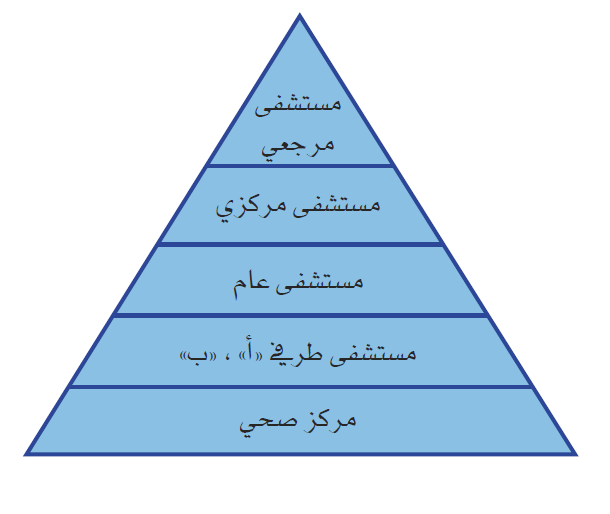 مستشفى
مرجعي
مستشفى مركزي
مستشفى عام
مستشفى طرفي «أ» ، «ب»
مركز صحي